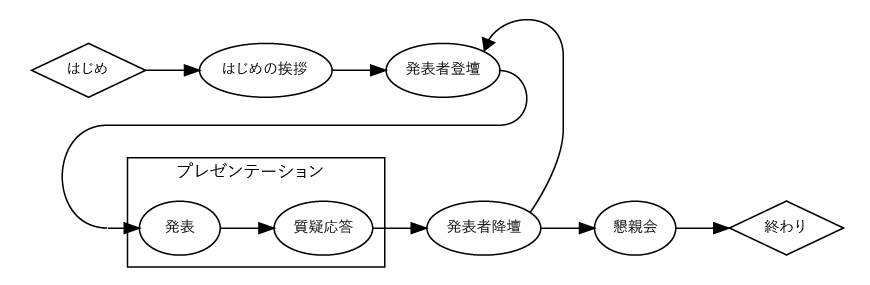 はじめ
はじめの挨拶
発表者登壇
プレゼンテーション
発表
質疑応答
発表者降壇
懇親会
終わり